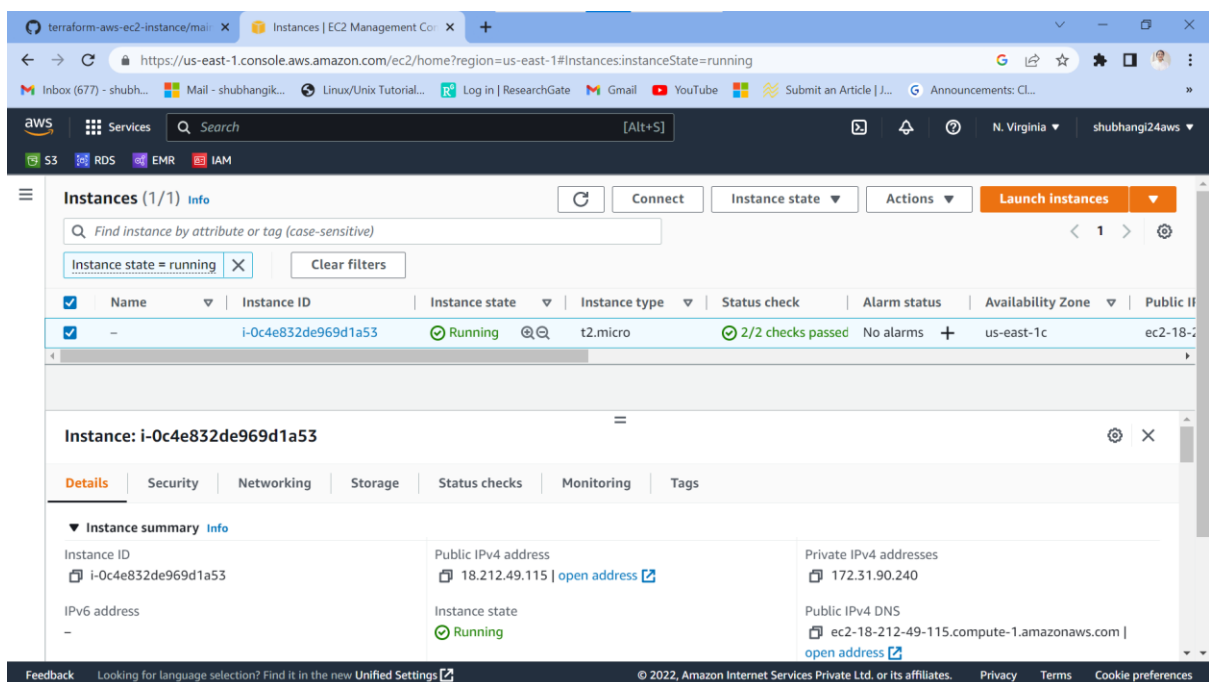 terraform-aws-ec2-instance/main
Instances | EC2 Management Con
https://us-east-1.console.aws.amazon.com/ec2/home?region=us-east-1#Instances:instanceState=running
Inbox (677) - shubh... Mail - shubhangik... Linux/Unix Tutorial... Log in | ResearchGate Gmail YouTube Submit an Article | J... Announcements: Cl... »
aws Services Search [Alt+S] N. Virginia shubhangi24aws
S3 RDS EMR IAM
Instances (1/1) Info Connect Instance state Actions Launch instances
Find instance by attribute or tag (case-sensitive) 1
Instance state = running Clear filters
Name Instance ID Instance state Instance type Status check Alarm status Availability Zone Public IP
– i-0c4e832de969d1a53 Running t2.micro 2/2 checks passed No alarms + us-east-1c ec2-18-2
Instance: i-0c4e832de969d1a53
Details Security Networking Storage Status checks Monitoring Tags
Instance summary Info
Instance ID Public IPv4 address Private IPv4 addresses
i-0c4e832de969d1a53 18.212.49.115 | open address 172.31.90.240
IPv6 address Instance state Public IPv4 DNS
– Running ec2-18-212-49-115.compute-1.amazonaws.com |
open address
Feedback Looking for language selection? Find it in the new Unified Settings © 2022, Amazon Internet Services Private Ltd. or its affiliates. Privacy Terms Cookie preferences